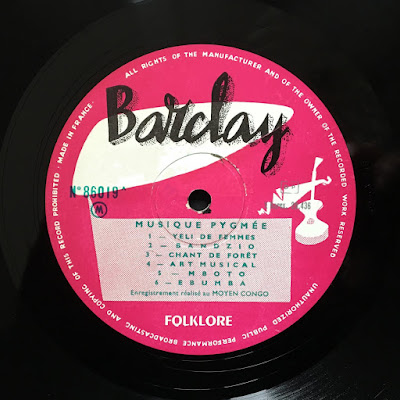 ALL RIGHTS OF THE MANUFACTURER AND OF THE OWNER OF THE RECORDED WORK RESERVED
UNAUTHORIZED PUBLIC PERFORMANCE BROADCASTING AND COPYING OF THIS RECORD PROHIBITED · MADE IN FRANCE ·
Barclay
N° 86019 A
W
MUSIQUE PYGMÉE
1 - YELI DE FEMMES
2 - BANDZIO
3 - CHANT DE FORÊT
4 - ART MUSICAL
5 - MBOTO
6 - EBUMBA
Enregistrement réalisé au MOYEN CONGO
FOLKLORE